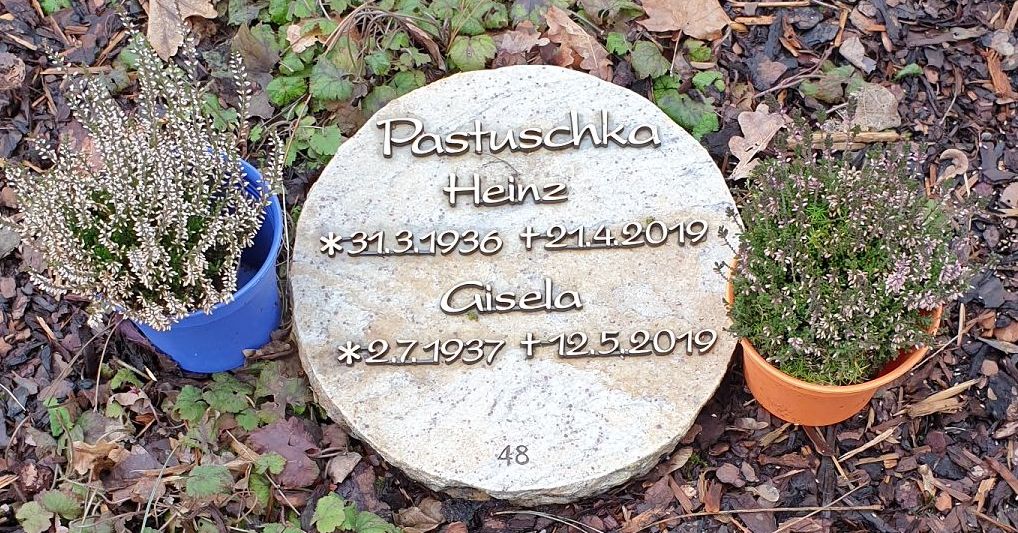 Pastuschka
Heinz
*31.3.1936 †21.4.2019
Gisela
*2.7.1937 †12.5.2019
48